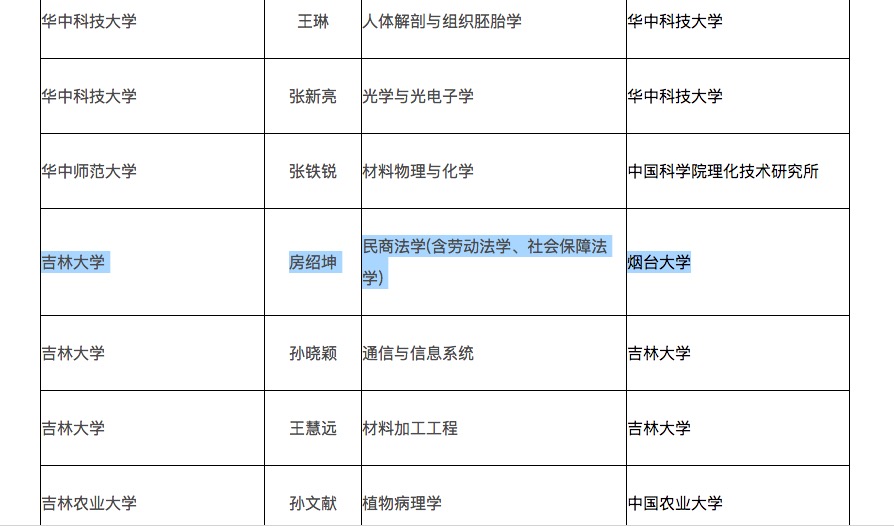 华中科技大学 王琳 人体解剖与组织胚胎学 华中科技大学
华中科技大学 张新亮 光学与光电子学 华中科技大学
华中师范大学 张铁锐 材料物理与化学 中国科学院理化技术研究所
吉林大学 房绍坤 民商法学(含劳动法学、社会保障法
学) 烟台大学
吉林大学 孙晓颖 通信与信息系统 吉林大学
吉林大学 王慧远 材料加工工程 吉林大学
吉林农业大学 孙文献 植物病理学 中国农业大学